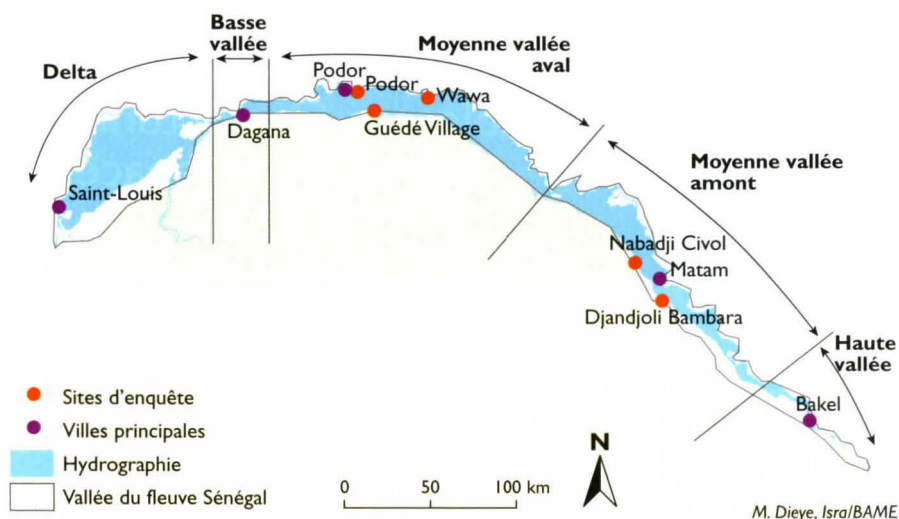 Delta
Basse
vallée
Moyenne vallée
aval
Podor
Podor
Wawa
Dagana
Guédé Village
Moyenne vallée
amont
Saint-Louis
Nabadji Civol
Matam
Djandjoli Bambara
Haute
vallée
Bakel
Sites d'enquête
Villes principales
Hydrographie
Vallée du fleuve Sénégal
0 50 100 km
N
M. Dieye, Isra/BAME